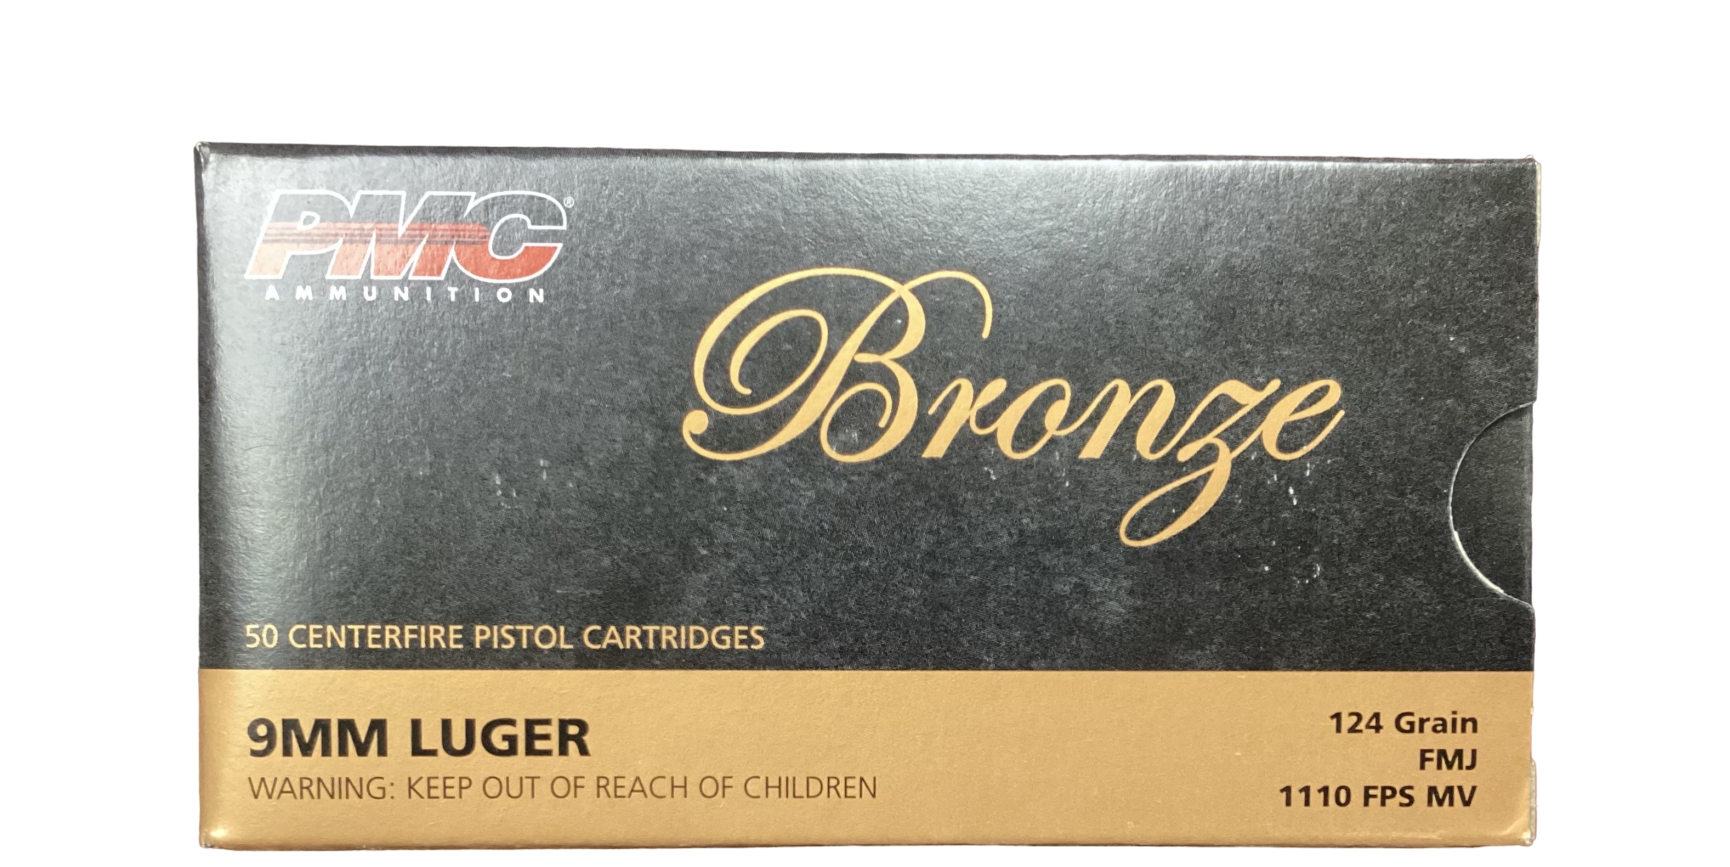 PMC®
AMMUNITION
Bronze
50 CENTERFIRE PISTOL CARTRIDGES
9MM LUGER
WARNING: KEEP OUT OF REACH OF CHILDREN
124 Grain
FMJ
1110 FPS MV